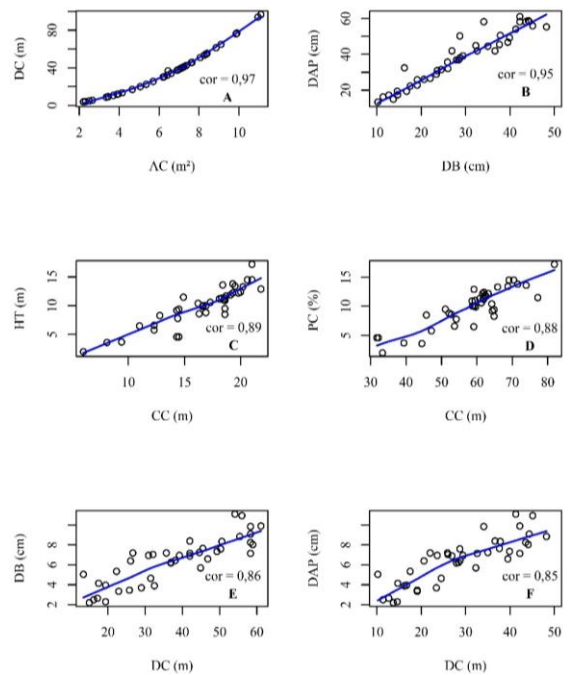 DC (m)
80
40
0
cor = 0,97
A
2 4 6 8 10
AC (m²)
DAP (cm)
60
40
20
cor = 0,95
B
10 20 30 40 50
DB (cm)
HT (m)
15
10
5
cor = 0,89
C
10 15 20
CC (m)
PC (%)
15
10
5
cor = 0,88
D
30 40 50 60 70 80
CC (m)
DB (cm)
8
6
4
2
cor = 0,86
E
20 30 40 50 60
DC (m)
DAP (cm)
8
6
4
2
cor = 0,85
F
10 20 30 40 50
DC (m)